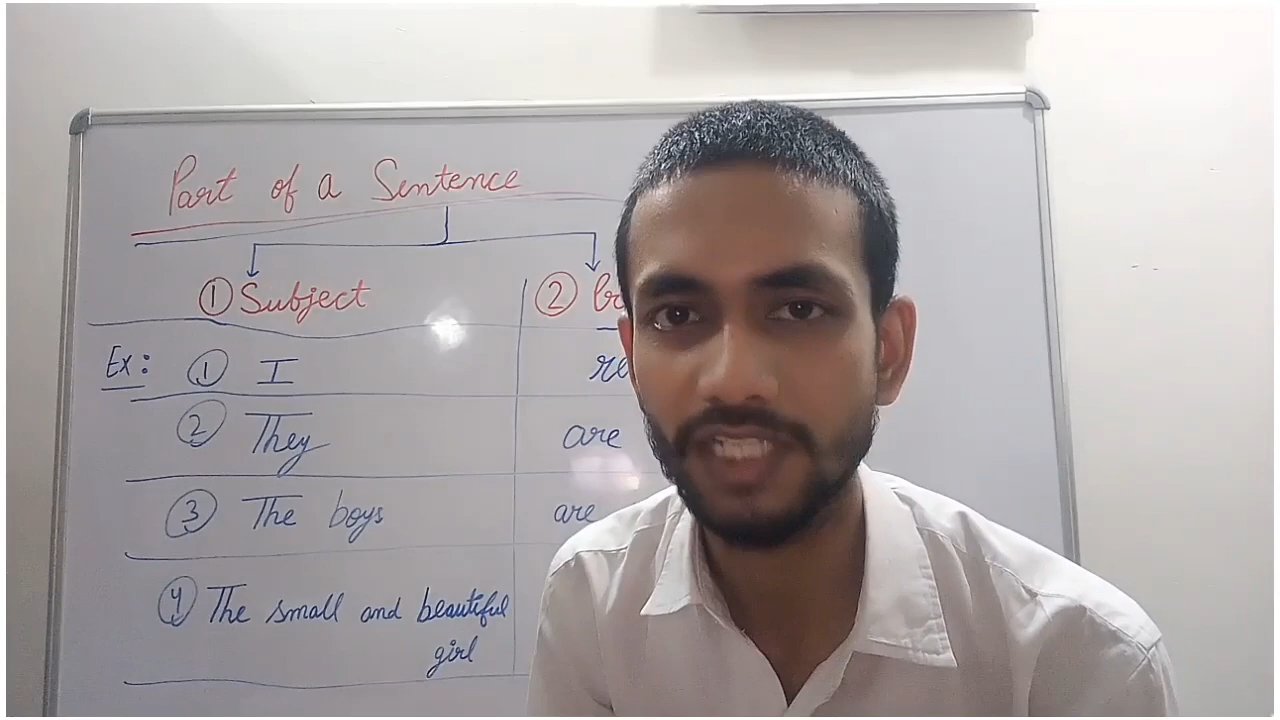 Part of a Sentence
① Subject ②
Ex: ① I
② They are
③ The boys are
④ The small and beautiful
girl